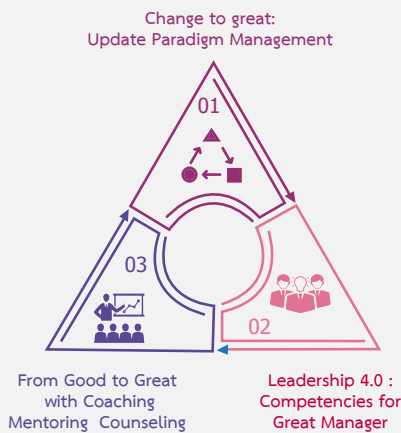 Change to great:
Update Paradigm Management
01
03
02
From Good to Great
with Coaching
Mentoring Counseling
Leadership 4.0 :
Competencies for
Great Manager